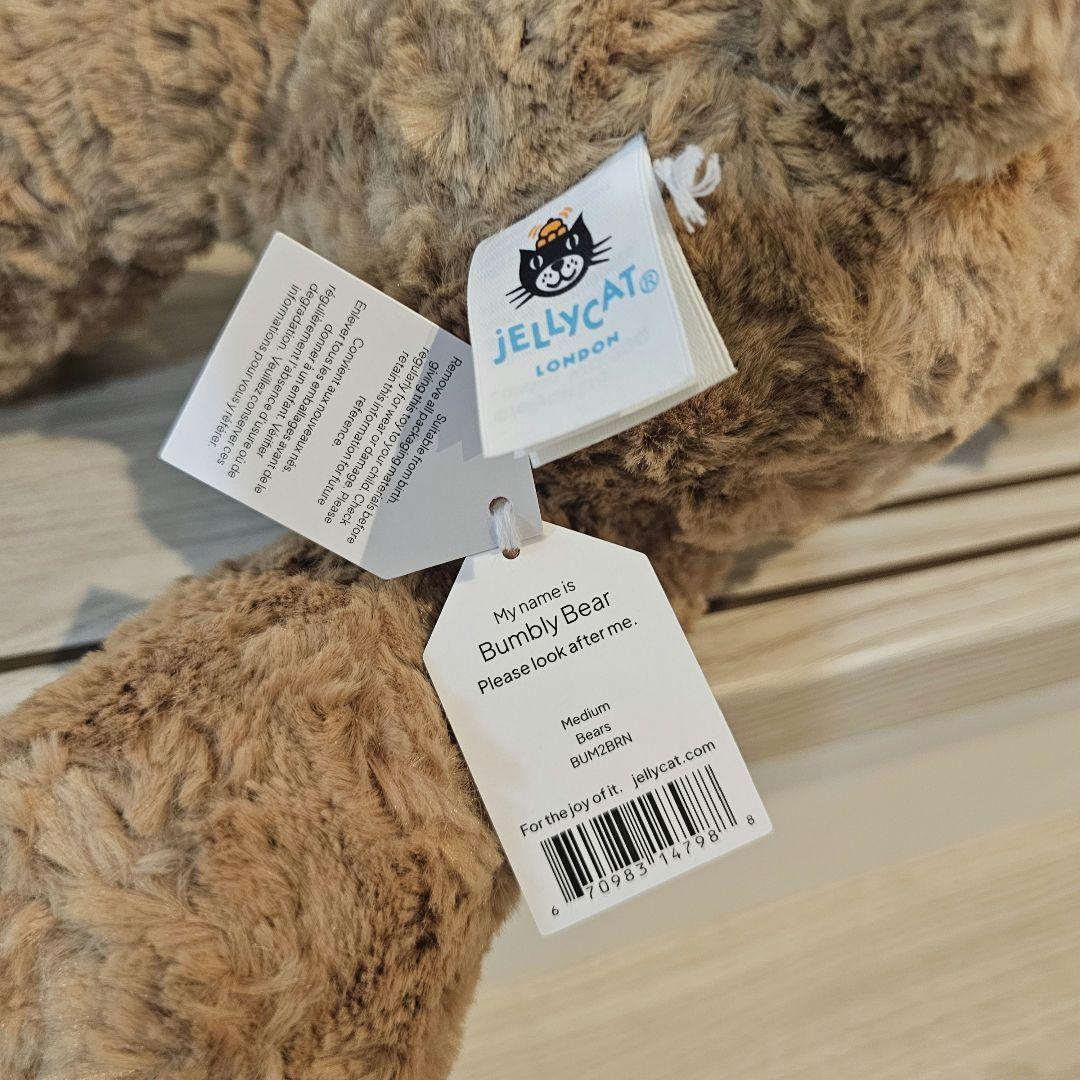 JELLYCAT®
LONDON
Suitable from birth.
Remove all packaging materials before
giving this toy to your child. Check
regularly for wear or damage. Please
retain this information for future
reference.
Convient aux nouveaux nés.
Enlever tous les emballages avant de le
donner à un enfant. Vérifier
régulièrement l'absence d'usure où de
dégradation. Veuillez conserver ces
informations pour vous y référer.
My name is
Bumbly Bear
Please look after me.
Medium
Bears
BUM2BRN
For the joy of it. jellycat.com
6 70983 14798 8